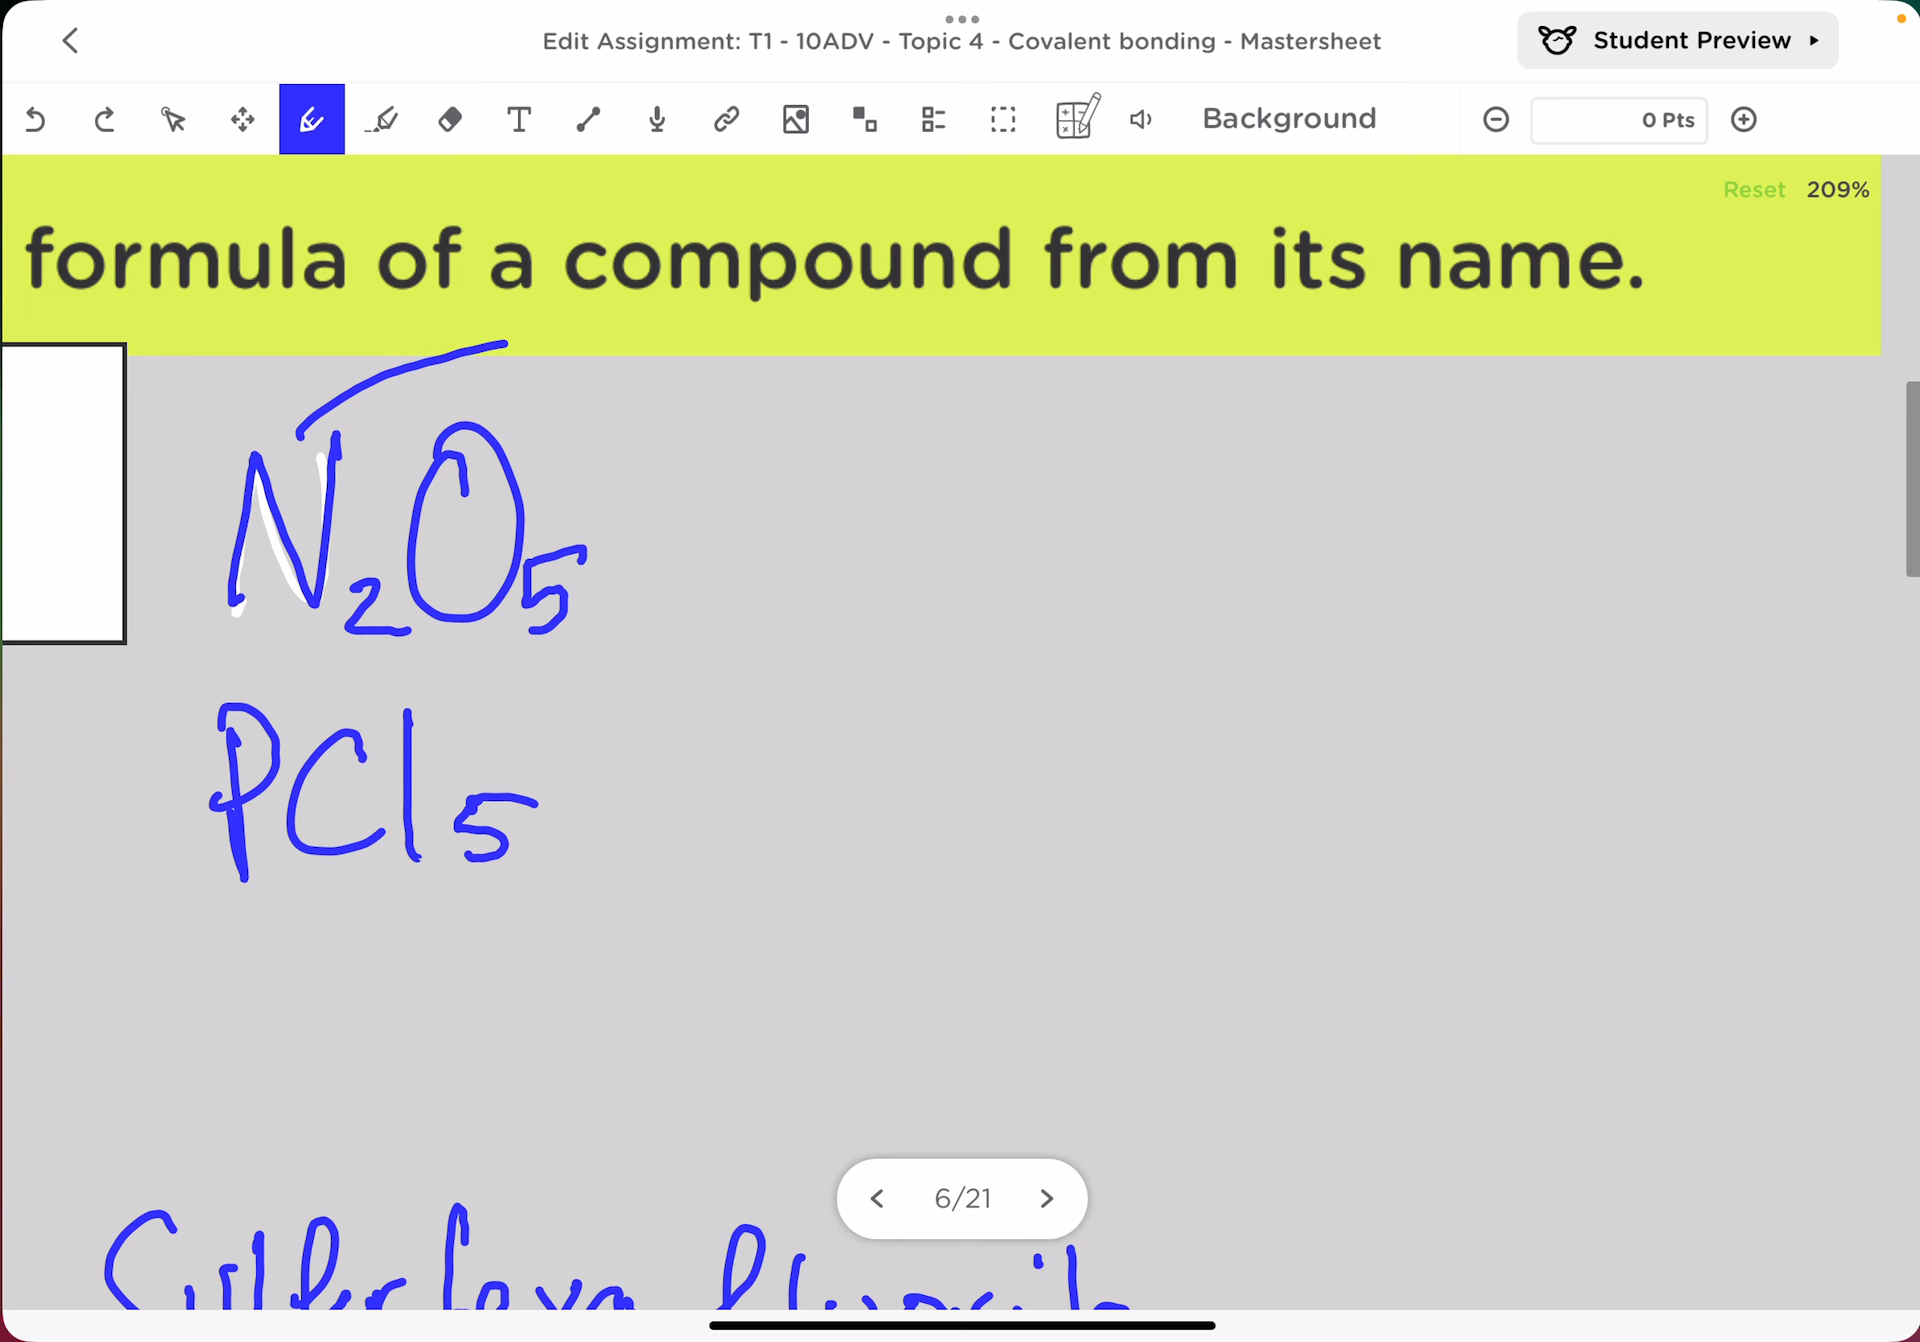 Edit Assignment: T1 - 10ADV - Topic 4 - Covalent bonding - Mastersheet
Student Preview
Background
0 Pts
Reset 209%
formula of a compound from its name.
N₂O₅
PCl₅
6/21